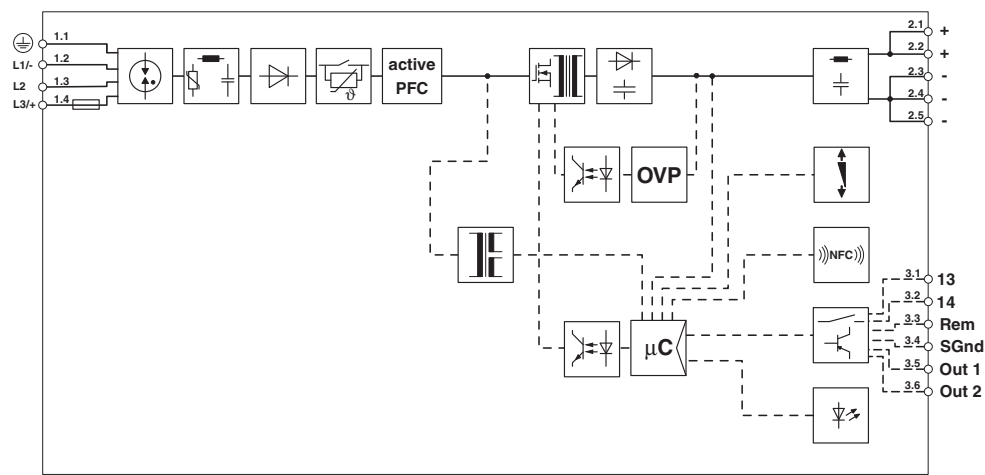 1.1
L1/- 1.2
L2 1.3
L3/+ 1.4
ϑ
active
PFC
OVP
NFC
µC
2.1 +
2.2 +
2.3 -
2.4 -
2.5 -
3.1 13
3.2 14
3.3 Rem
3.4 SGnd
3.5 Out 1
3.6 Out 2